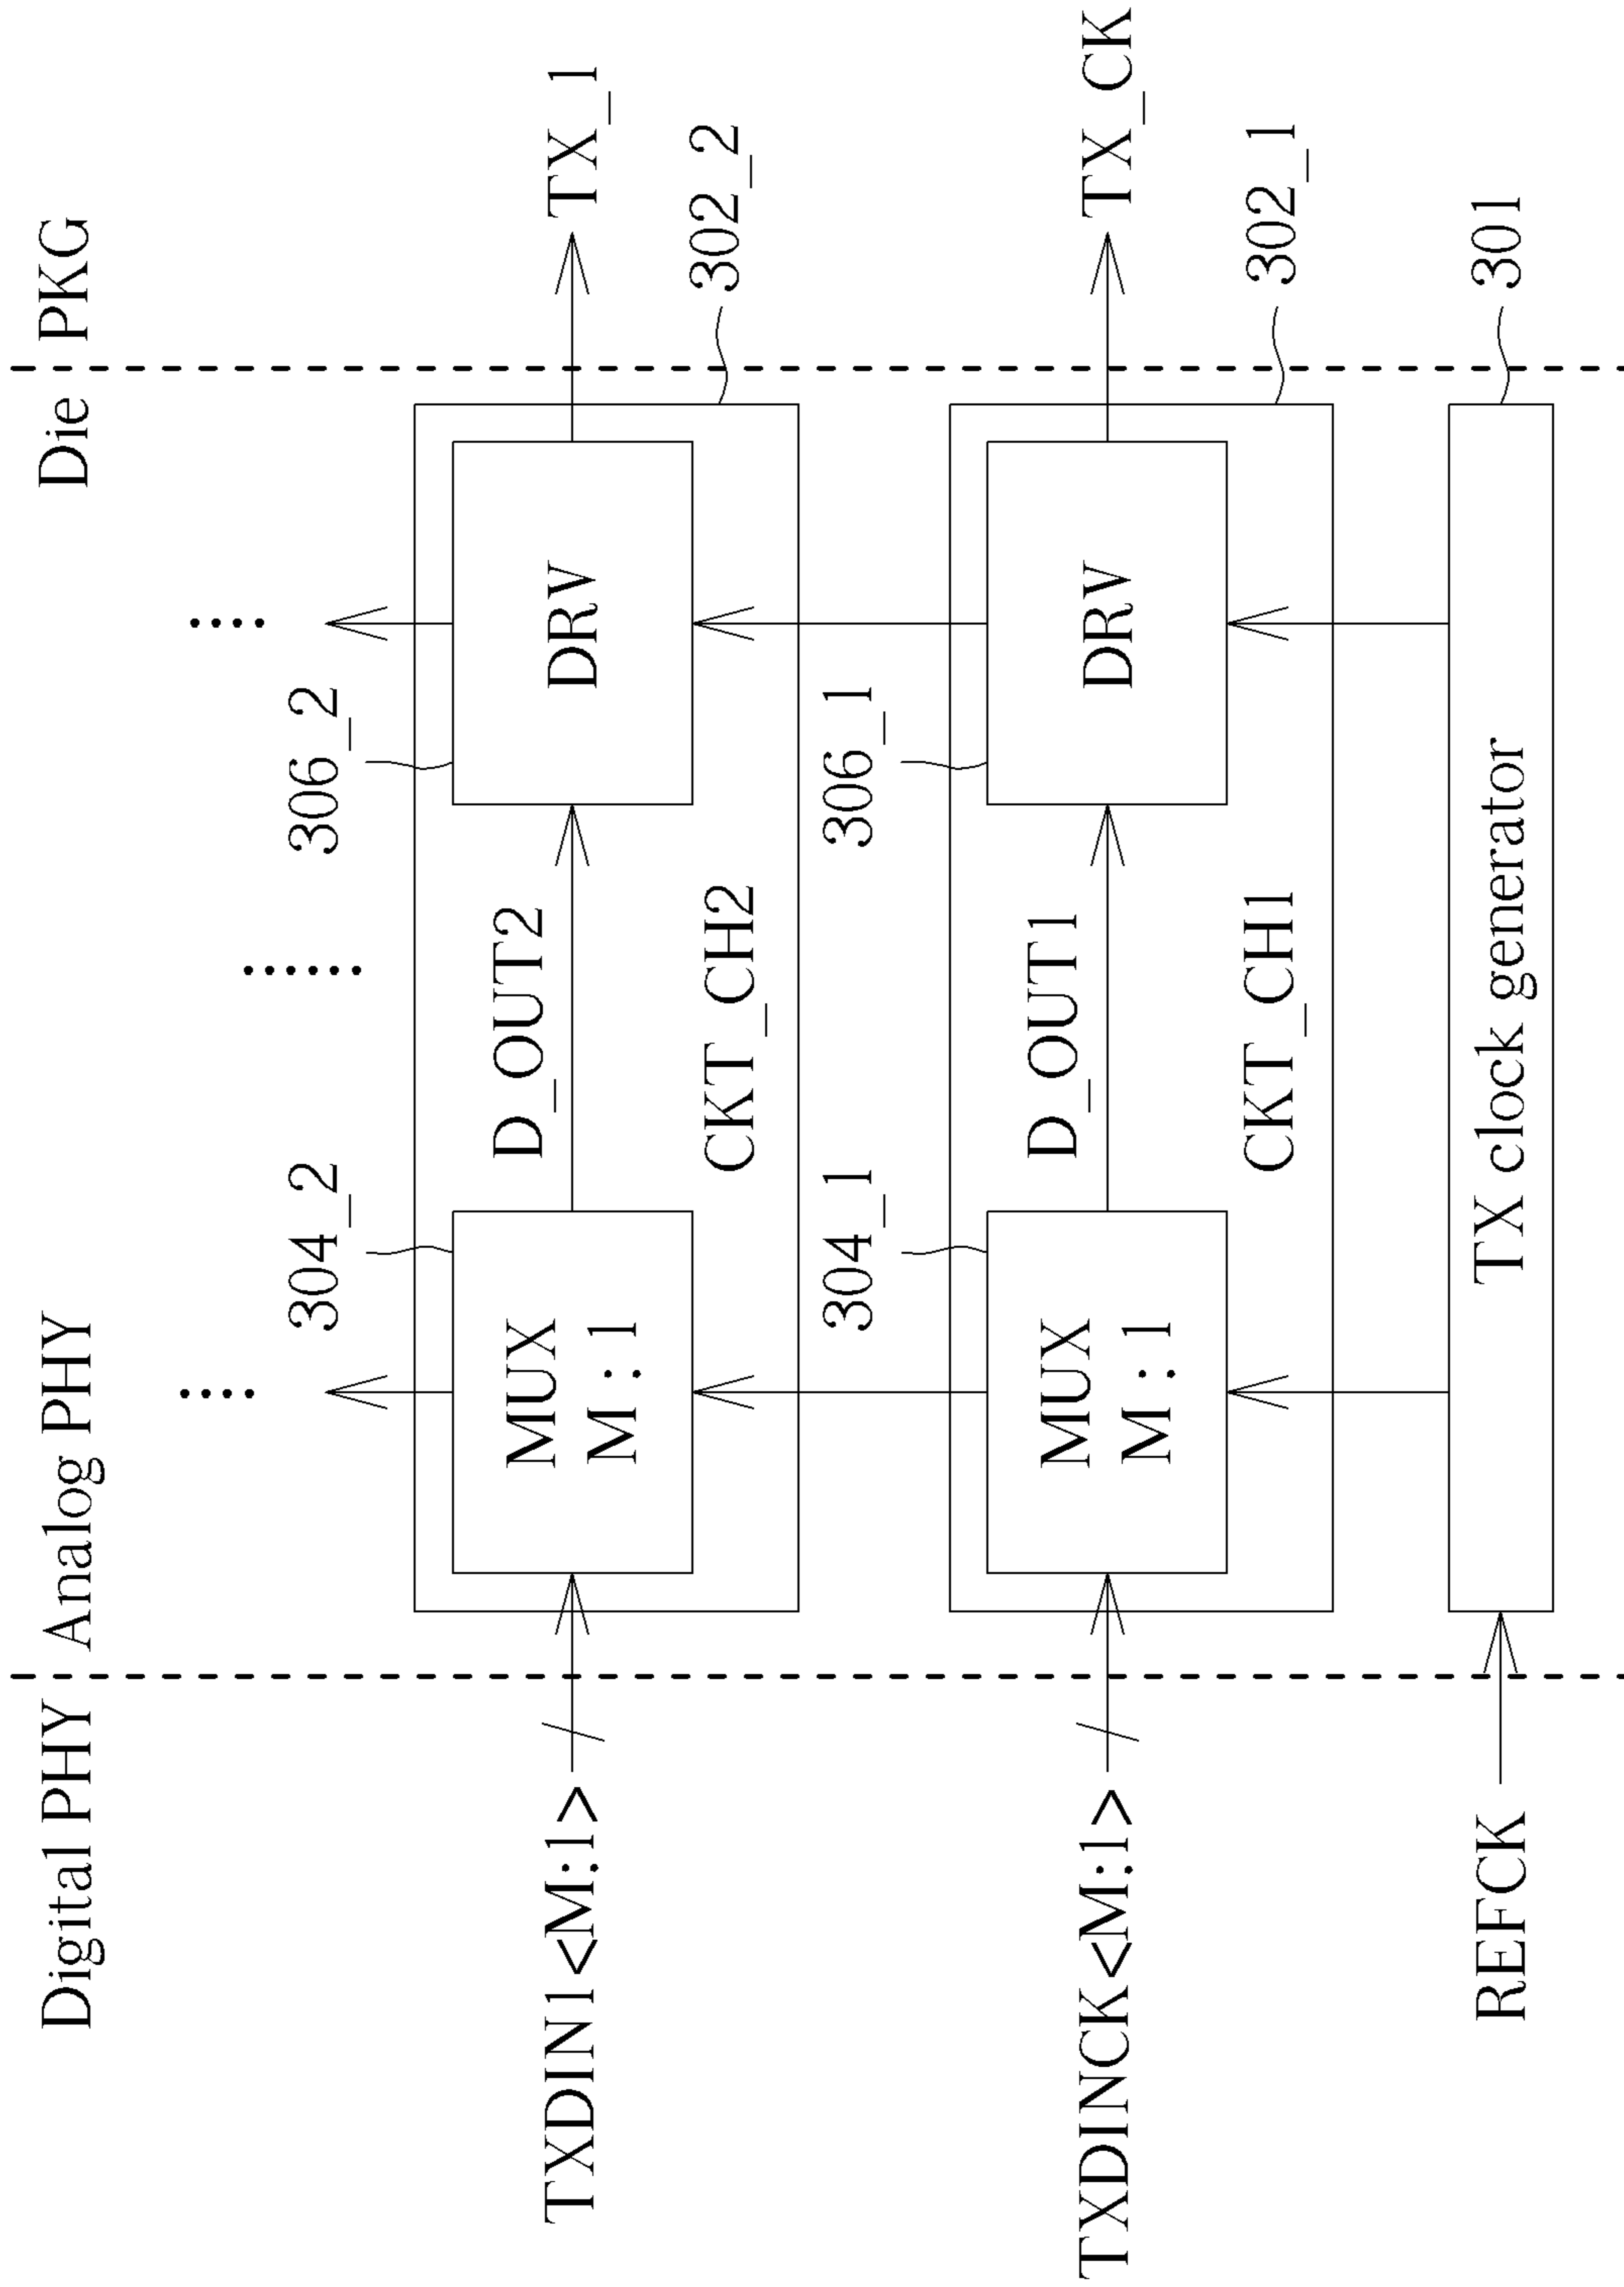 Digital PHY
Analog PHY
Die
PKG
304_2
306_2
TXDIN1<M:1>
MUX
M : 1
D_OUT2
DRV
TX_1
CKT_CH2
302_2
304_1
306_1
TXDINCK<M:1>
MUX
M : 1
D_OUT1
DRV
TX_CK
CKT_CH1
302_1
REFCK
TX clock generator
301